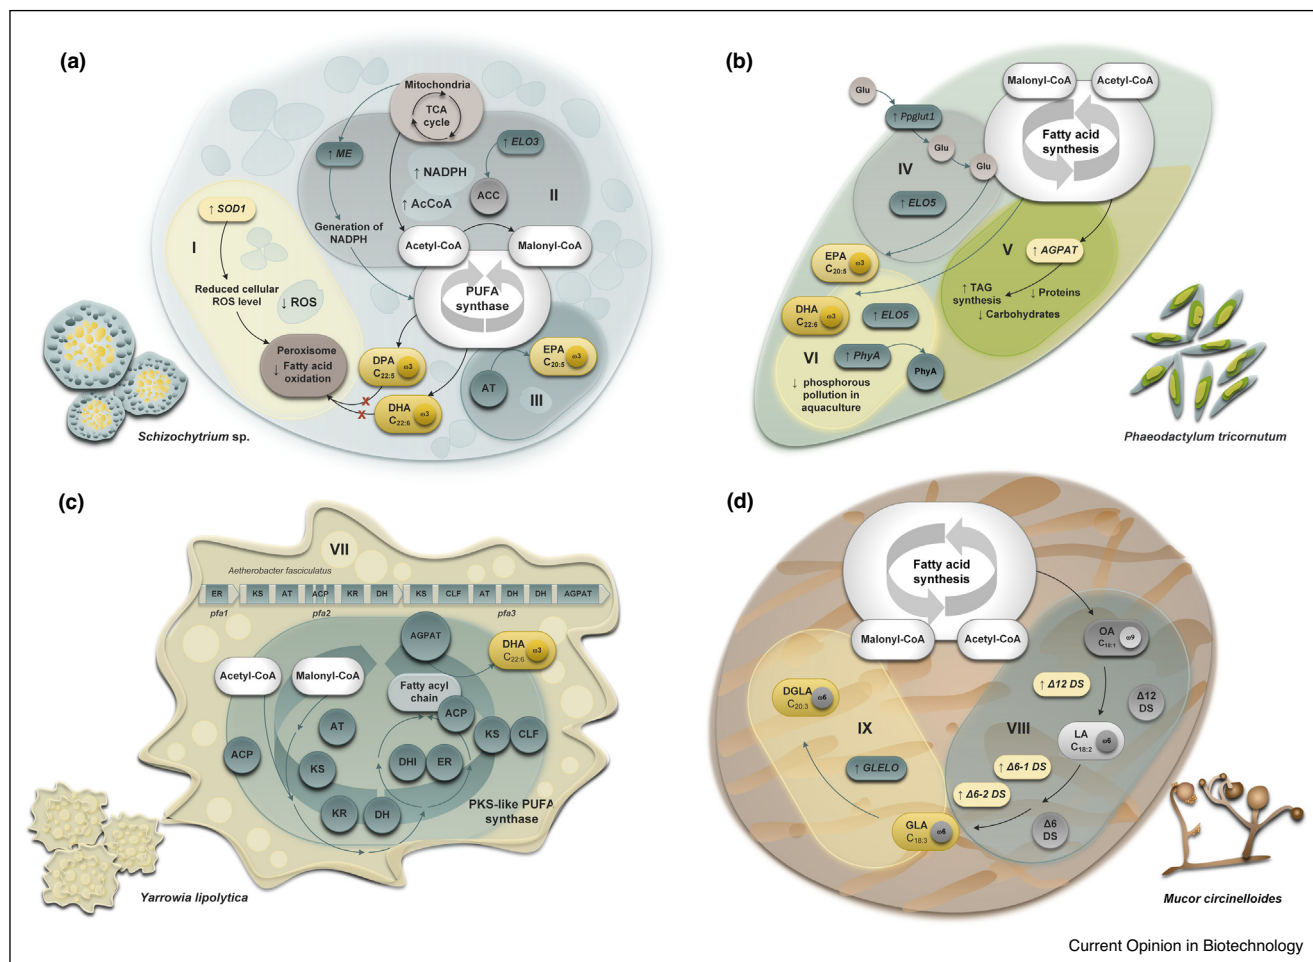 (a)
Mitochondria
TCA
cycle
↑ ME
↑ ELO3
↑ NADPH
ACC
II
↑ AcCoA
↑ SOD1
I
Generation of
NADPH
Acetyl-CoA
Malonyl-CoA
Reduced cellular
ROS level
↓ ROS
PUFA
synthase
Peroxisome
↓ Fatty acid
oxidation
DPA
C22:5
ω3
EPA
C20:5
ω3
AT
III
X
X
DHA
C22:6
ω3
Schizochytrium sp.
(b)
Malonyl-CoA
Acetyl-CoA
Glu
↑ Ppglut1
Glu
Glu
Fatty acid
synthesis
IV
↑ ELO5
V
↑ AGPAT
EPA
C20:5
ω3
↑ TAG
synthesis
↓ Proteins
↓ Carbohydrates
DHA
C22:6
ω3
↑ ELO5
VI
↑ PhyA
PhyA
↓ phosphorous
pollution in
aquaculture
Phaeodactylum tricornutum
(c)
VII
Aetherobacter fasciculatus
ER KS AT ACP KR DH KS CLF AT DH DH AGPAT
pfa1 pfa2 pfa3
AGPAT
DHA
C22:6
ω3
Acetyl-CoA
Malonyl-CoA
Fatty acyl
chain
ACP
AT
KS
CLF
ACP
KS
DHI
ER
KR
DH
PKS-like PUFA
synthase
Yarrowia lipolytica
(d)
Fatty acid
synthesis
Malonyl-CoA
Acetyl-CoA
OA
C18:1
ω9
↑ Δ12 DS
Δ12
DS
DGLA
C20:3
ω6
IX
VIII
LA
C18:2
ω6
↑ GLELO
↑ Δ6-1 DS
↑ Δ6-2 DS
GLA
C18:3
ω6
Δ6
DS
Mucor circinelloides
Current Opinion in Biotechnology